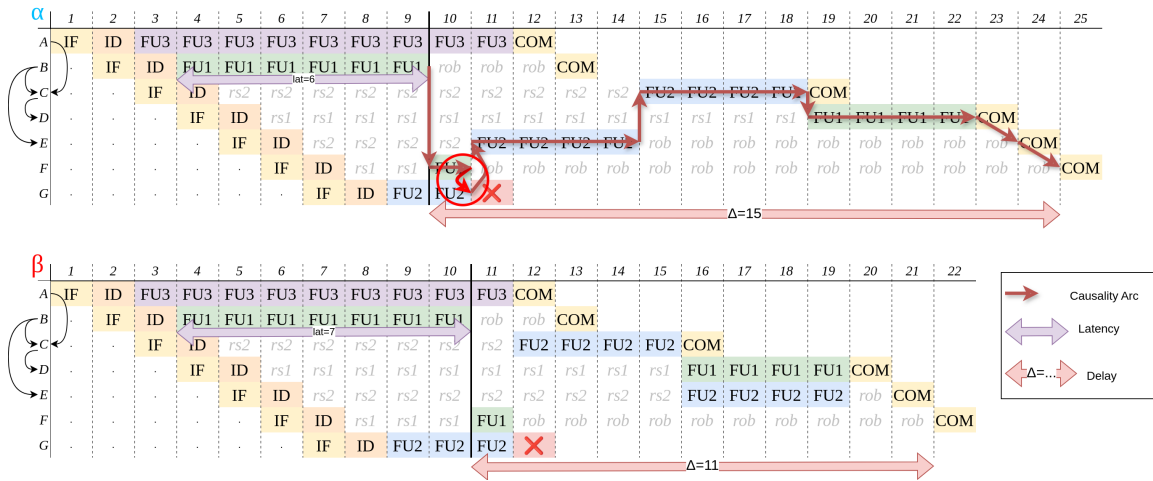 α 1 2 3 4 5 6 7 8 9 10 11 12 13 14 15 16 17 18 19 20 21 22 23 24 25
A IF ID FU3 FU3 FU3 FU3 FU3 FU3 FU3 FU3 FU3 COM
B . IF ID FU1 FU1 FU1 FU1 FU1 FU1 rob rob rob COM
lat=6
C . . IF ID rs2 rs2 rs2 rs2 rs2 rs2 rs2 rs2 rs2 rs2 FU2 FU2 FU2 FU2 COM
D . . . IF ID rs1 rs1 rs1 rs1 rs1 rs1 rs1 rs1 rs1 rs1 rs1 rs1 rs1 FU1 FU1 FU1 FU1 COM
E . . . . IF ID rs2 rs2 rs2 rs2 FU2 FU2 FU2 FU2 rob rob rob rob rob rob rob rob rob COM
F . . . . . IF ID rs1 rs1 FU1 rob rob rob rob rob rob rob rob rob rob rob rob rob rob COM
G . . . . . . IF ID FU2 FU2
Δ=15
β 1 2 3 4 5 6 7 8 9 10 11 12 13 14 15 16 17 18 19 20 21 22
A IF ID FU3 FU3 FU3 FU3 FU3 FU3 FU3 FU3 FU3 COM
B . IF ID FU1 FU1 FU1 FU1 FU1 FU1 FU1 rob rob COM
lat=7
C . . IF ID rs2 rs2 rs2 rs2 rs2 rs2 rs2 FU2 FU2 FU2 FU2 COM
D . . . IF ID rs1 rs1 rs1 rs1 rs1 rs1 rs1 rs1 rs1 rs1 FU1 FU1 FU1 FU1 COM
E . . . . IF ID rs2 rs2 rs2 rs2 rs2 rs2 rs2 rs2 rs2 FU2 FU2 FU2 FU2 rob COM
F . . . . . IF ID rs1 rs1 rs1 FU1 rob rob rob rob rob rob rob rob rob rob COM
G . . . . . . IF ID FU2 FU2 FU2
Δ=11
Causality Arc
Latency
Δ=... Delay